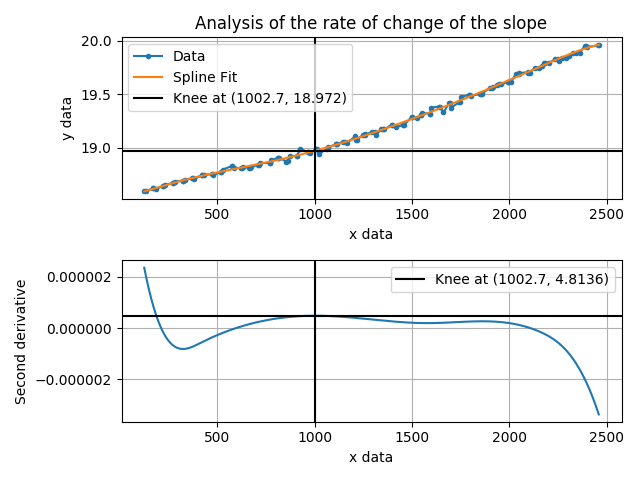 Analysis of the rate of change of the slope
20.0
19.5
19.0
y data
Data
Spline Fit
Knee at (1002.7, 18.972)
500 1000 1500 2000 2500
x data
0.000002
0.000000
−0.000002
Second derivative
Knee at (1002.7, 4.8136)
500 1000 1500 2000 2500
x data